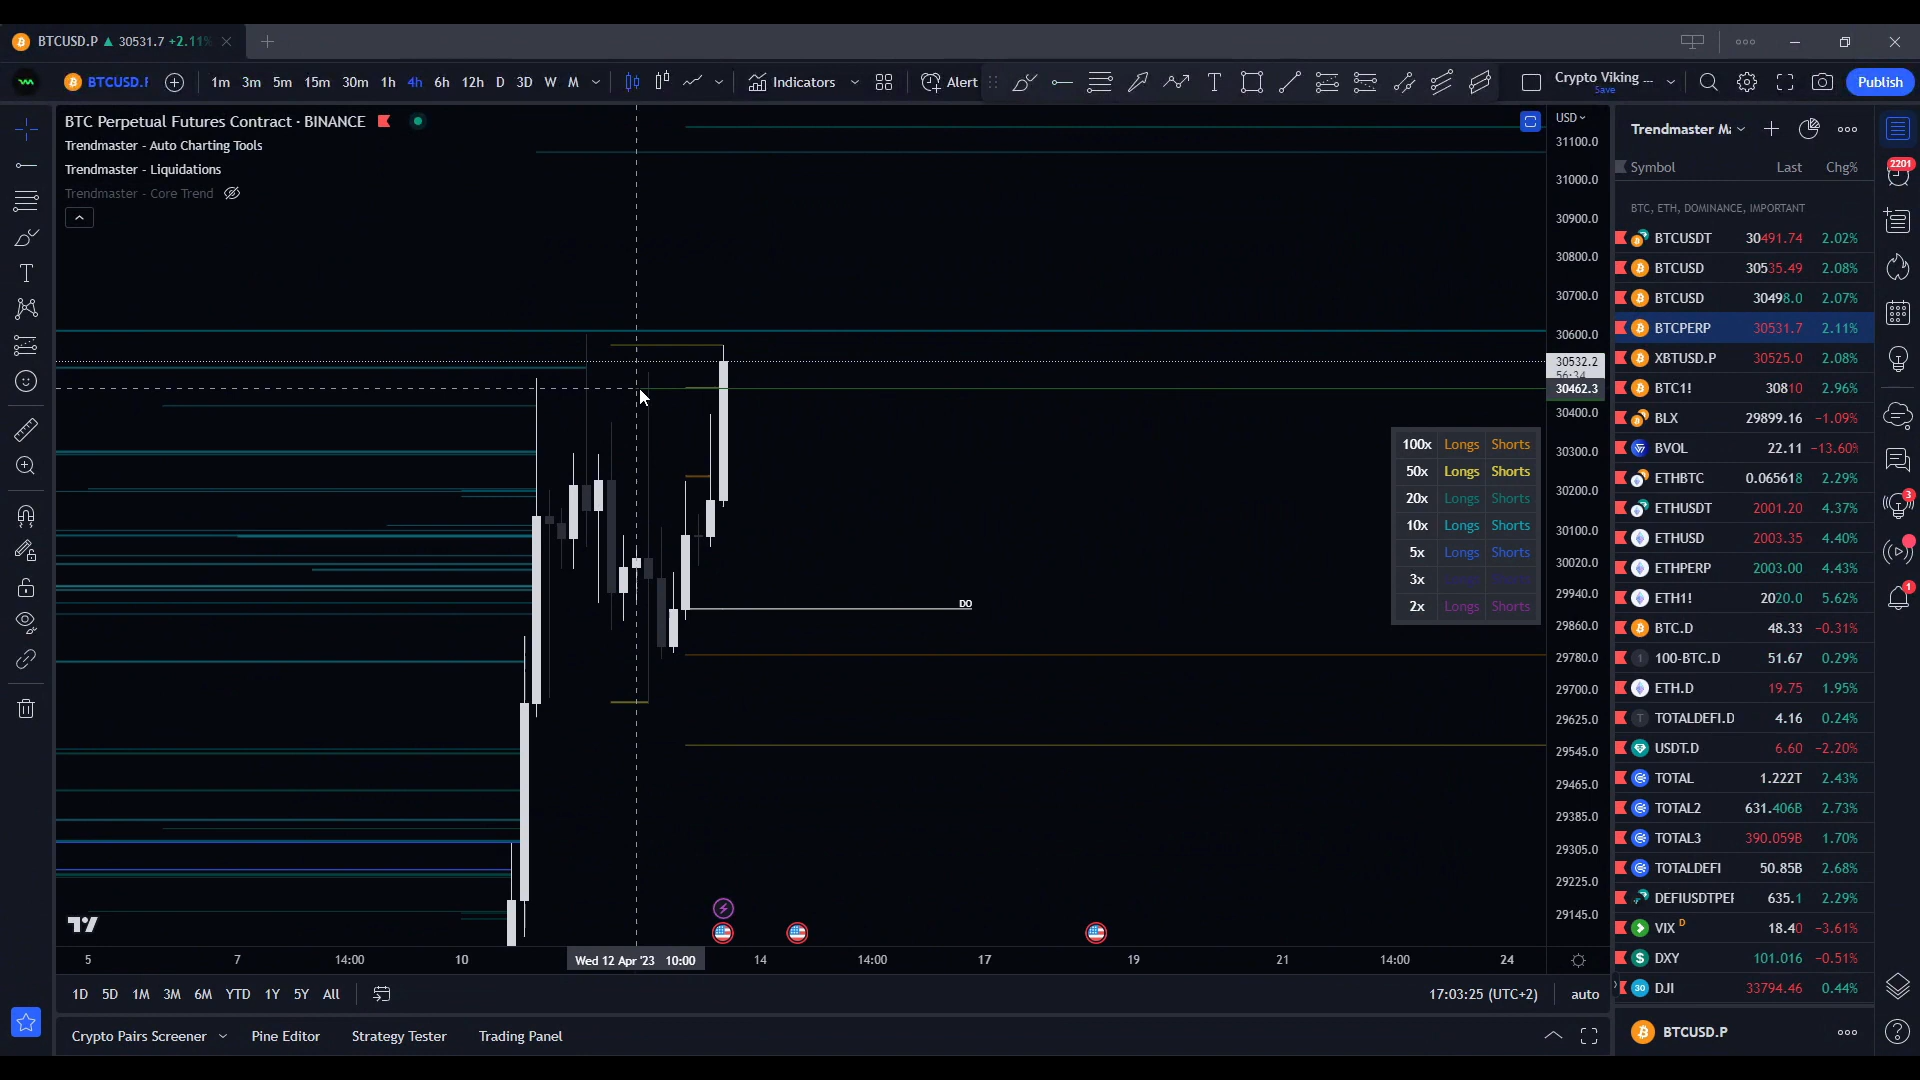 BTCUSD.P ▲ 30531.7 +2.11%
BTCUSD.P 1m 3m 5m 15m 30m 1h 4h 6h 12h D 3D W M Indicators Alert Crypto Viking ... Save Publish
BTC Perpetual Futures Contract · BINANCE
Trendmaster - Auto Charting Tools
Trendmaster - Liquidations
Trendmaster - Core Trend
USD
31100.0
31000.0
30900.0
30800.0
30700.0
30600.0
30532.2
56:34
30462.3
30400.0
30300.0
30200.0
30100.0
30020.0
29940.0
29860.0
29780.0
29700.0
29625.0
29545.0
29465.0
29385.0
29305.0
29225.0
29145.0
100x Longs Shorts
50x Longs Shorts
20x Longs Shorts
10x Longs Shorts
5x Longs Shorts
3x Longs Shorts
2x Longs Shorts
DO
5 7 14:00 10 Wed 12 Apr '23 10:00 14 14:00 17 19 21 14:00 24
1D 5D 1M 3M 6M YTD 1Y 5Y All 17:03:25 (UTC+2) auto
Crypto Pairs Screener Pine Editor Strategy Tester Trading Panel
Trendmaster
Symbol Last Chg%
BTC, ETH, DOMINANCE, IMPORTANT
BTCUSDT 30491.74 2.02%
BTCUSD 30535.49 2.08%
BTCUSD 30498.0 2.07%
BTCPERP 30531.7 2.11%
XBTUSD.P 30525.0 2.08%
BTC1! 30810 2.96%
BLX 29899.16 −1.09%
BVOL 22.11 −13.60%
ETHBTC 0.065618 2.29%
ETHUSDT 2001.20 4.37%
ETHUSD 2003.35 4.40%
ETHPERP 2003.00 4.43%
ETH1! 2020.0 5.62%
BTC.D 48.33 −0.31%
100-BTC.D 51.67 0.29%
ETH.D 19.75 1.95%
TOTALDEFI.D 4.16 0.24%
USDT.D 6.60 −2.20%
TOTAL 1.222T 2.43%
TOTAL2 631.406B 2.73%
TOTAL3 390.059B 1.70%
TOTALDEFI 50.85B 2.68%
DEFIUSDTPEF 635.1 2.29%
VIX D 18.40 −3.61%
DXY 101.016 −0.51%
30 DJI 33794.46 0.44%
BTCUSD.P
2201
3
1